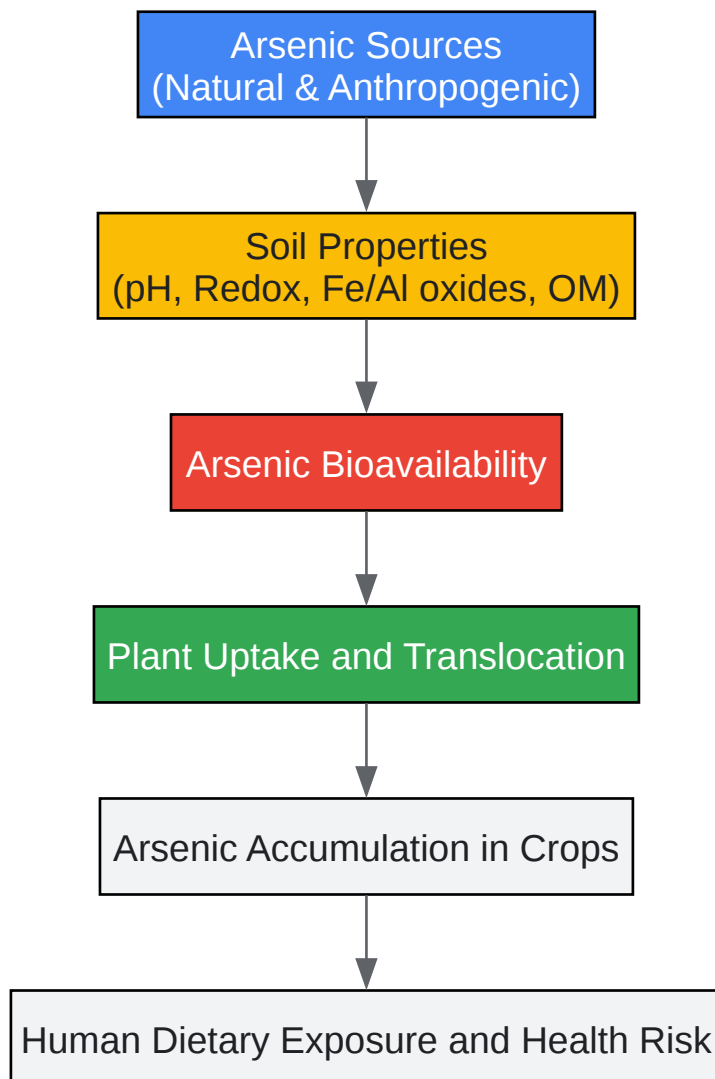 Arsenic Sources
(Natural & Anthropogenic)
Soil Properties
(pH, Redox, Fe/Al oxides, OM)
Arsenic Bioavailability
Plant Uptake and Translocation
Arsenic Accumulation in Crops
Human Dietary Exposure and Health Risk